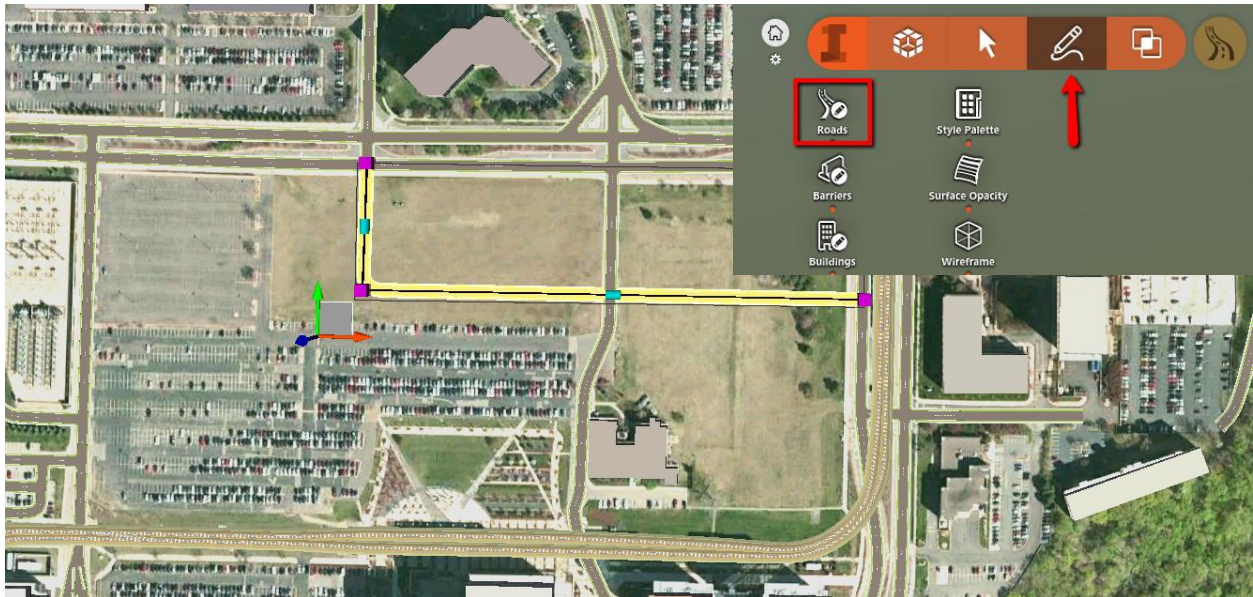 Roads
Style Palette
Barriers
Surface Opacity
Buildings
Wireframe